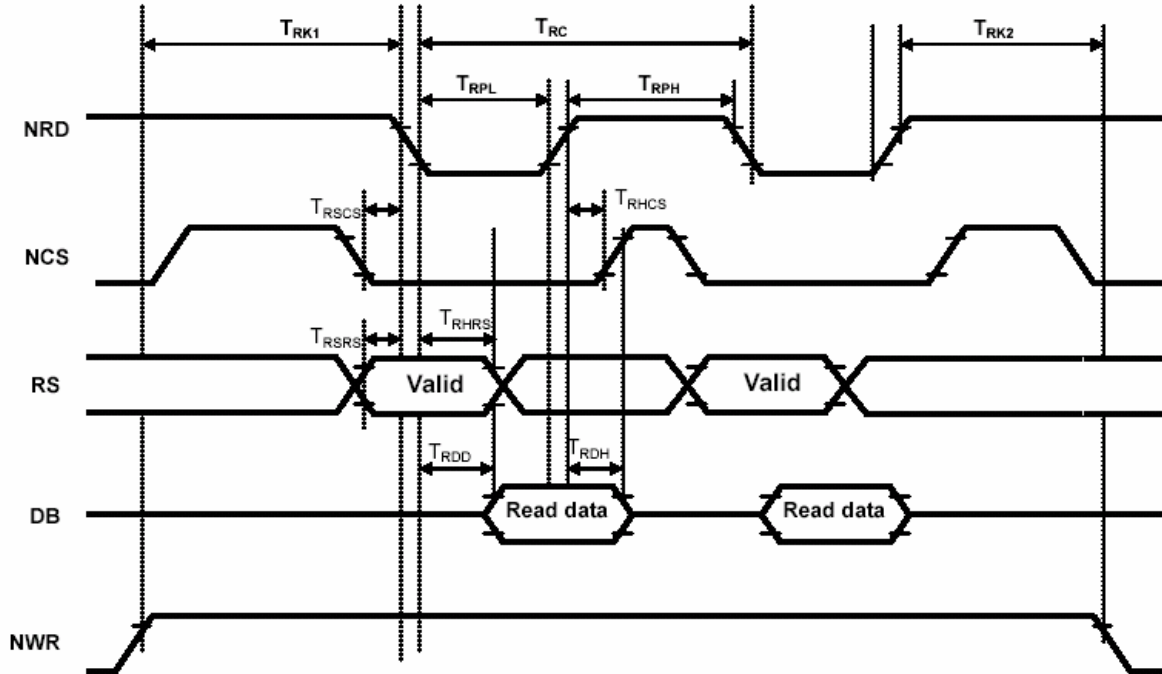 TRK1 TRC TRK2
TRPL TRPH
NRD
TRSCS TRHCS
NCS
TRSRS TRHRS
RS Valid Valid
TRDD TRDH
DB Read data Read data
NWR